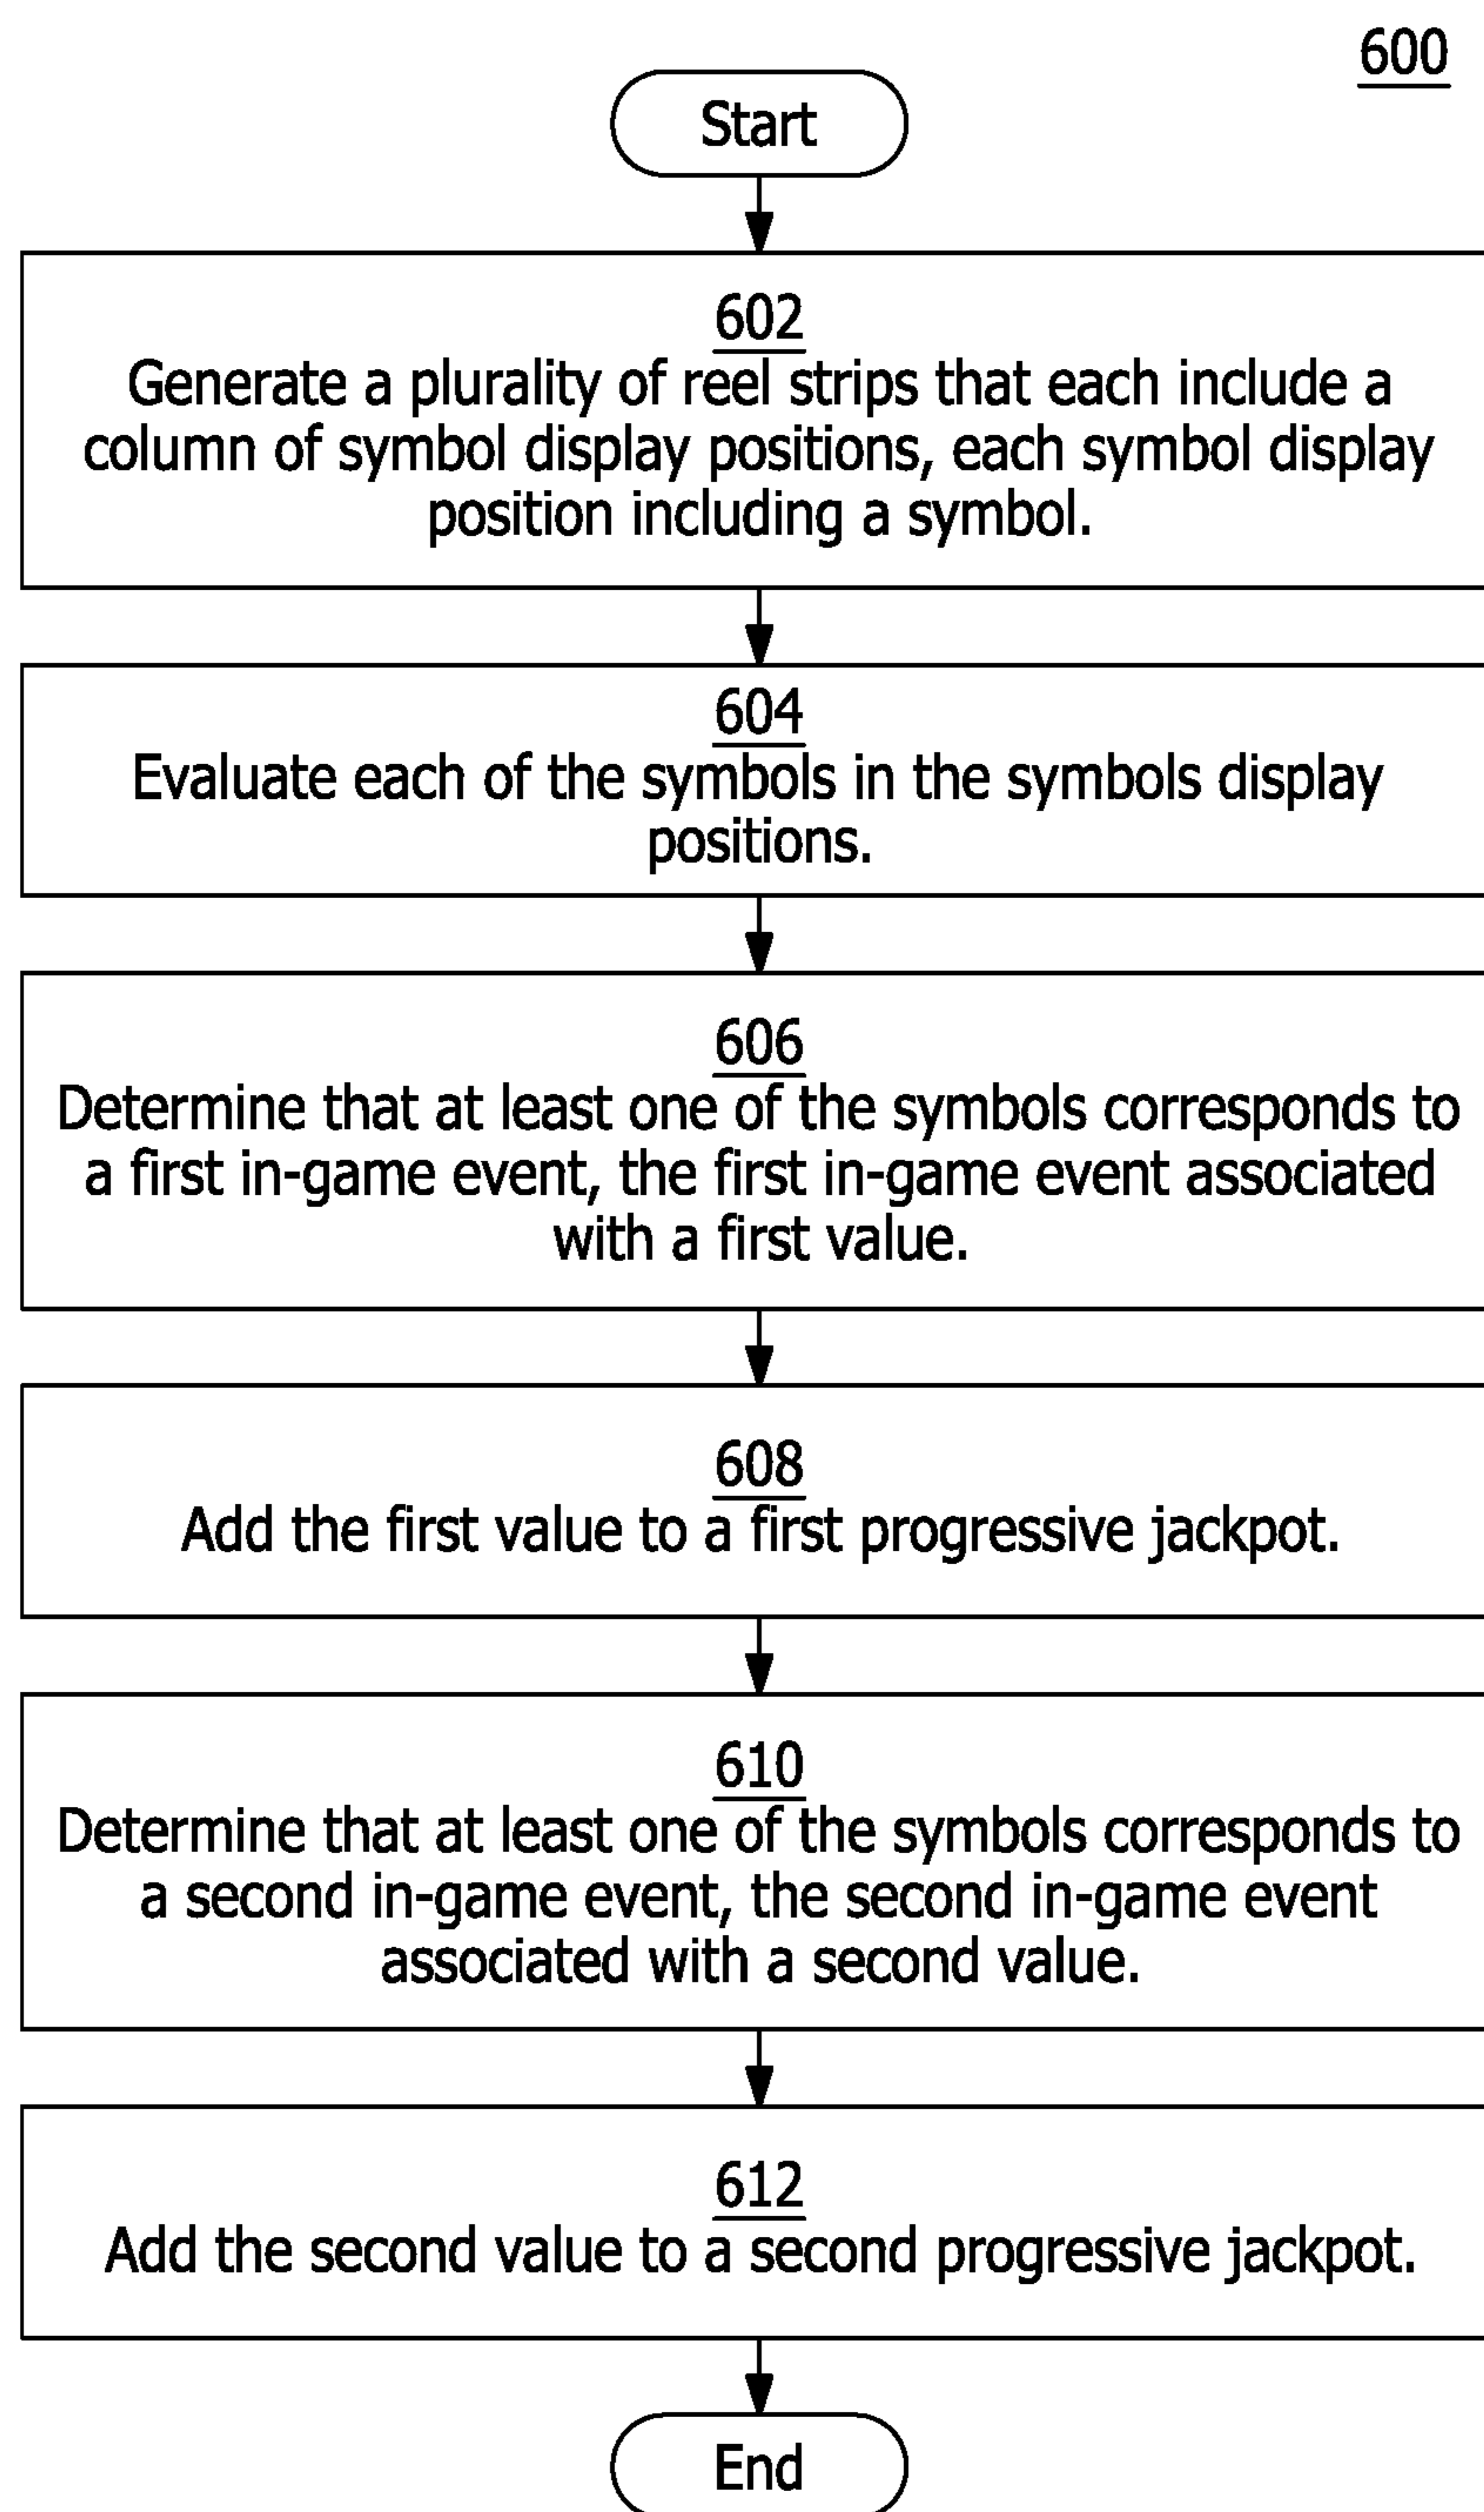 600
Start
602
Generate a plurality of reel strips that each include a
column of symbol display positions, each symbol display
position including a symbol.
604
Evaluate each of the symbols in the symbols display
positions.
606
Determine that at least one of the symbols corresponds to
a first in-game event, the first in-game event associated
with a first value.
608
Add the first value to a first progressive jackpot.
610
Determine that at least one of the symbols corresponds to
a second in-game event, the second in-game event
associated with a second value.
612
Add the second value to a second progressive jackpot.
End